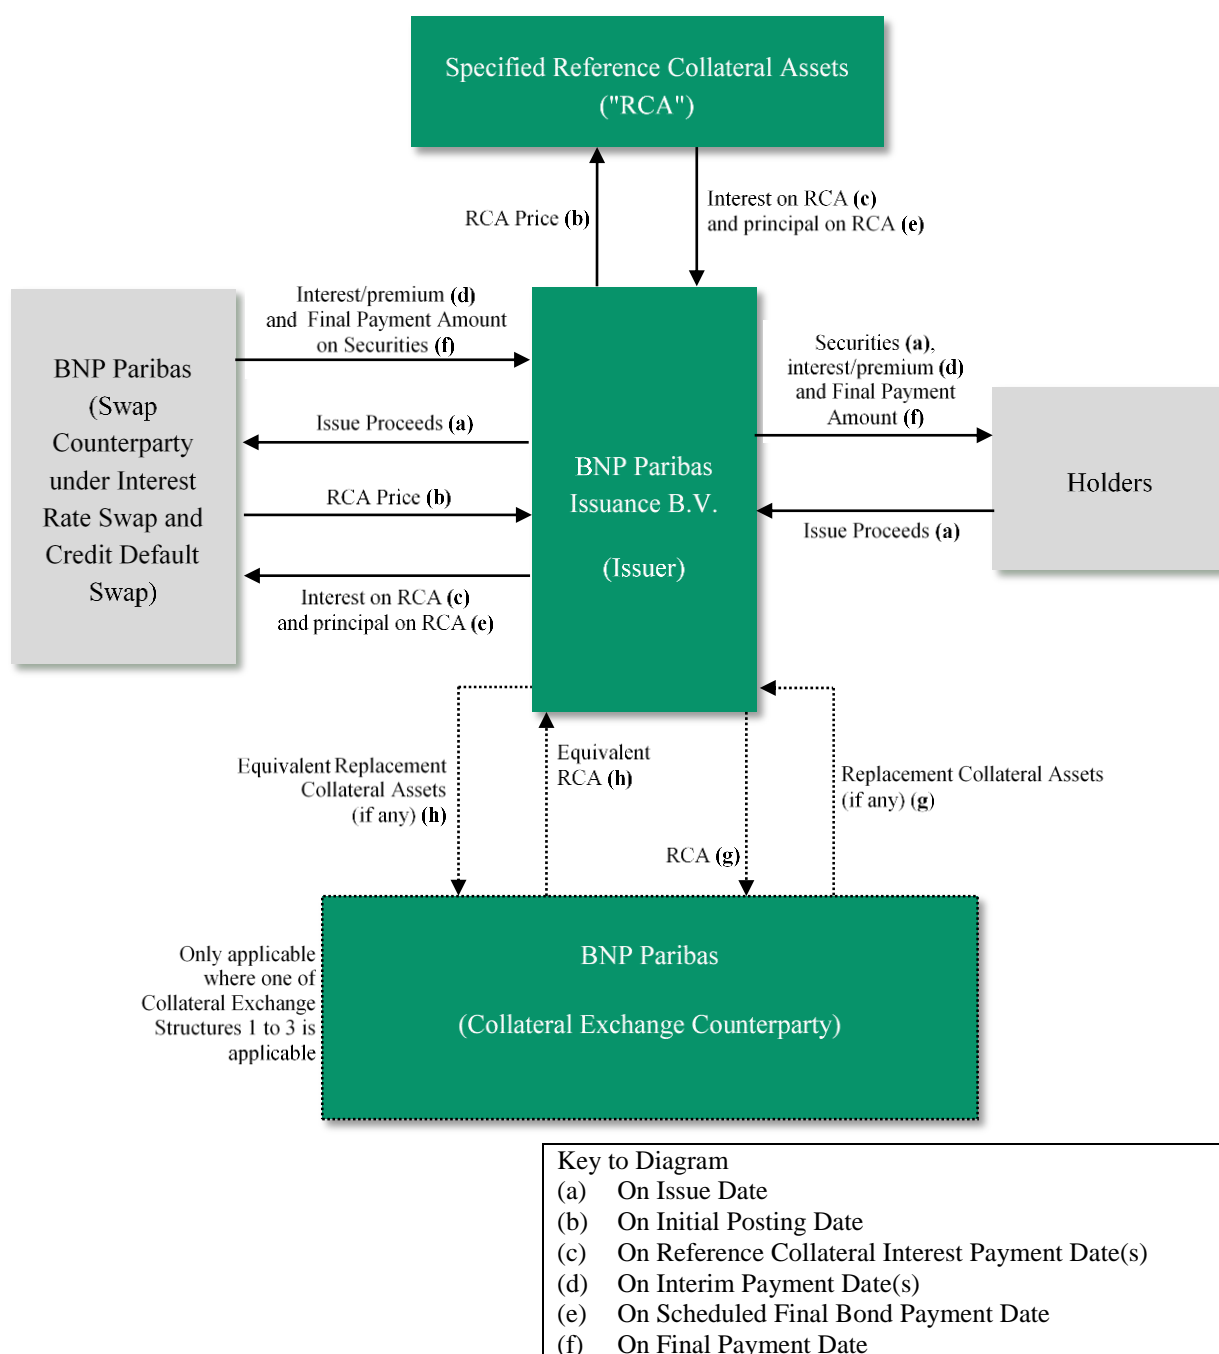 Specified Reference Collateral Assets
("RCA")
RCA Price (b)
Interest on RCA (c)
and principal on RCA (e)
Interest/premium (d)
and Final Payment Amount
on Securities (f)
Issue Proceeds (a)
RCA Price (b)
Interest on RCA (c)
and principal on RCA (e)
BNP Paribas
(Swap
Counterparty
under Interest
Rate Swap and
Credit Default
Swap)
BNP Paribas
Issuance B.V.
(Issuer)
Securities (a),
interest/premium (d)
and Final Payment
Amount (f)
Issue Proceeds (a)
Holders
Equivalent Replacement
Collateral Assets
(if any) (h)
Equivalent
RCA (h)
RCA (g)
Replacement Collateral Assets
(if any) (g)
Only applicable
where one of
Collateral Exchange
Structures 1 to 3 is
applicable
BNP Paribas
(Collateral Exchange Counterparty)
Key to Diagram
(a) On Issue Date
(b) On Initial Posting Date
(c) On Reference Collateral Interest Payment Date(s)
(d) On Interim Payment Date(s)
(e) On Scheduled Final Bond Payment Date
(f) On Final Payment Date